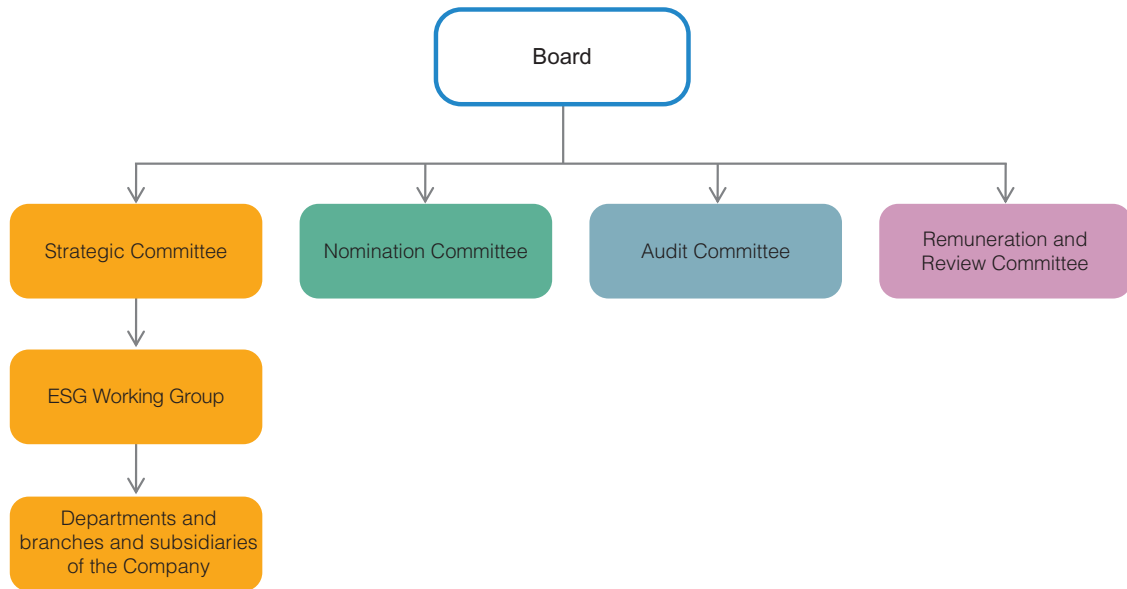 Board
Strategic Committee
Nomination Committee
Audit Committee
Remuneration and
Review Committee
ESG Working Group
Departments and
branches and subsidiaries
of the Company